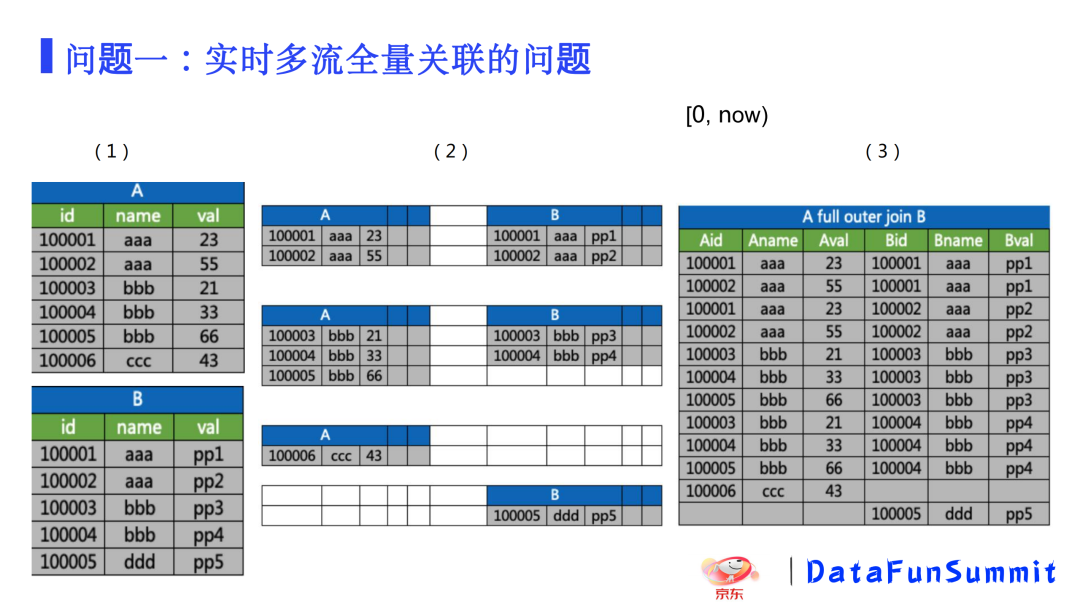 问题一：实时多流全量关联的问题
[0, now)
（1）
（2）
（3）
A
id name val
100001 aaa 23
100002 aaa 55
100003 bbb 21
100004 bbb 33
100005 bbb 66
100006 ccc 43
B
id name val
100001 aaa pp1
100002 aaa pp2
100003 bbb pp3
100004 bbb pp4
100005 ddd pp5
A B
100001 aaa 23 100001 aaa pp1
100002 aaa 55 100002 aaa pp2
A B
100003 bbb 21 100003 bbb pp3
100004 bbb 33 100004 bbb pp4
100005 bbb 66
A
100006 ccc 43
B
100005 ddd pp5
A full outer join B
Aid Aname Aval Bid Bname Bval
100001 aaa 23 100001 aaa pp1
100002 aaa 55 100001 aaa pp1
100001 aaa 23 100002 aaa pp2
100002 aaa 55 100002 aaa pp2
100003 bbb 21 100003 bbb pp3
100004 bbb 33 100003 bbb pp3
100005 bbb 66 100003 bbb pp3
100003 bbb 21 100004 bbb pp4
100004 bbb 33 100004 bbb pp4
100005 bbb 66 100004 bbb pp4
100006 ccc 43
100005 ddd pp5
京东
DataFunSummit